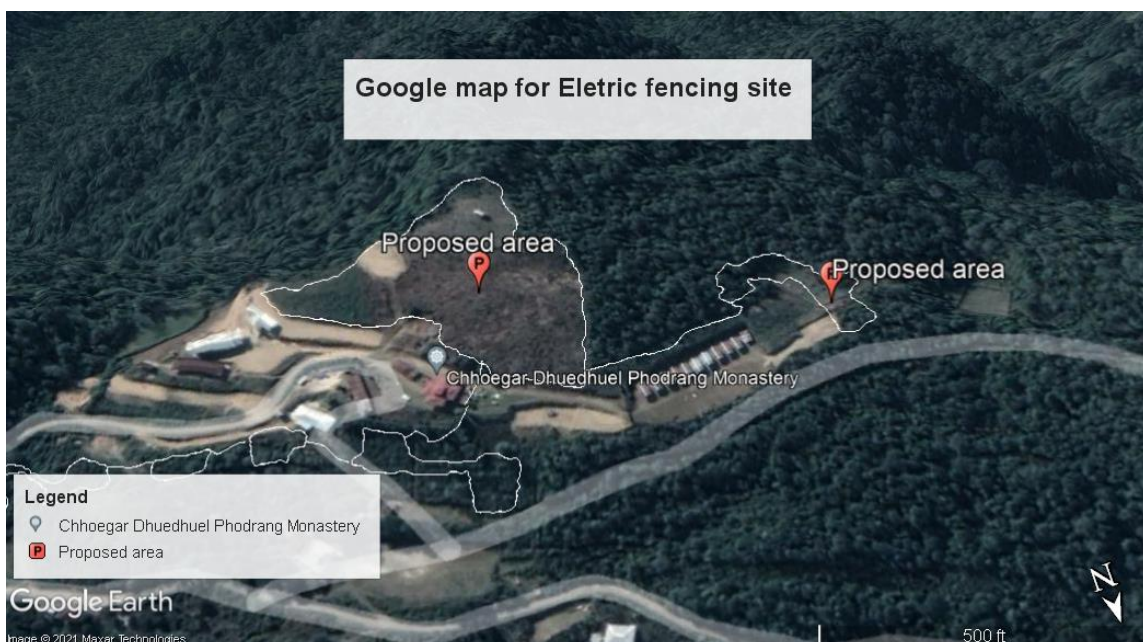 Google map for Eletric fencing site
Proposed area
Proposed area
Chhoegar Dhuedhuel Phodrang Monastery
Legend
Chhoegar Dhuedhuel Phodrang Monastery
P Proposed area
Google Earth
Image © 2021 Maxar Technologies
N
500 ft